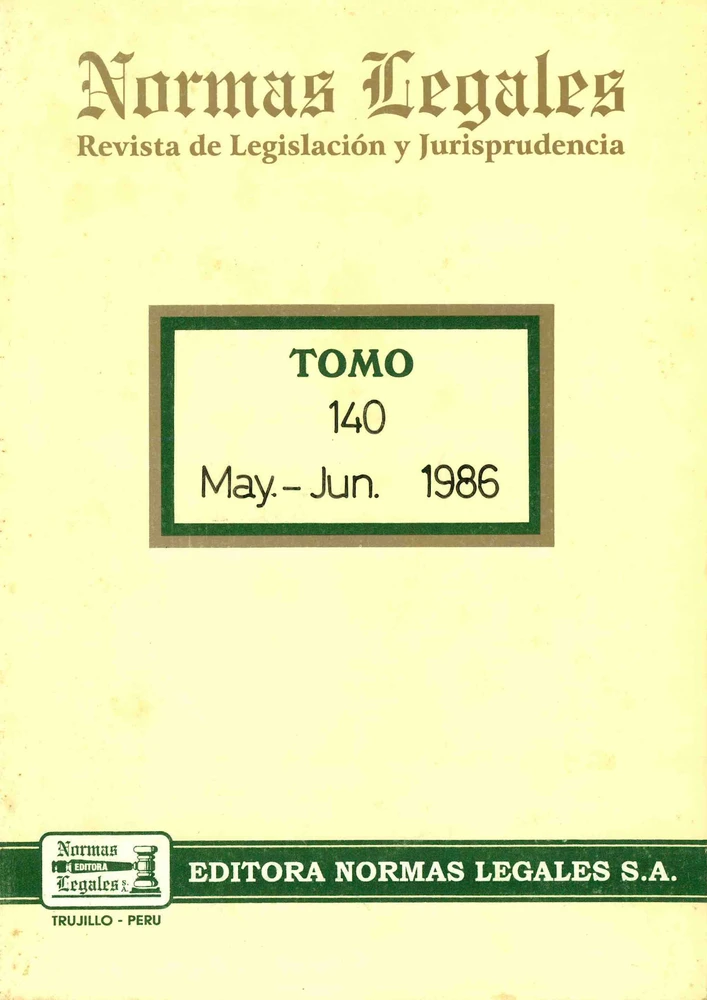 Normas Legales
Revista de Legislación y Jurisprudencia
TOMO
140
May.- Jun. 1986
Normas
EDITORA
Legales S.A.
EDITORA NORMAS LEGALES S.A.
TRUJILLO - PERU